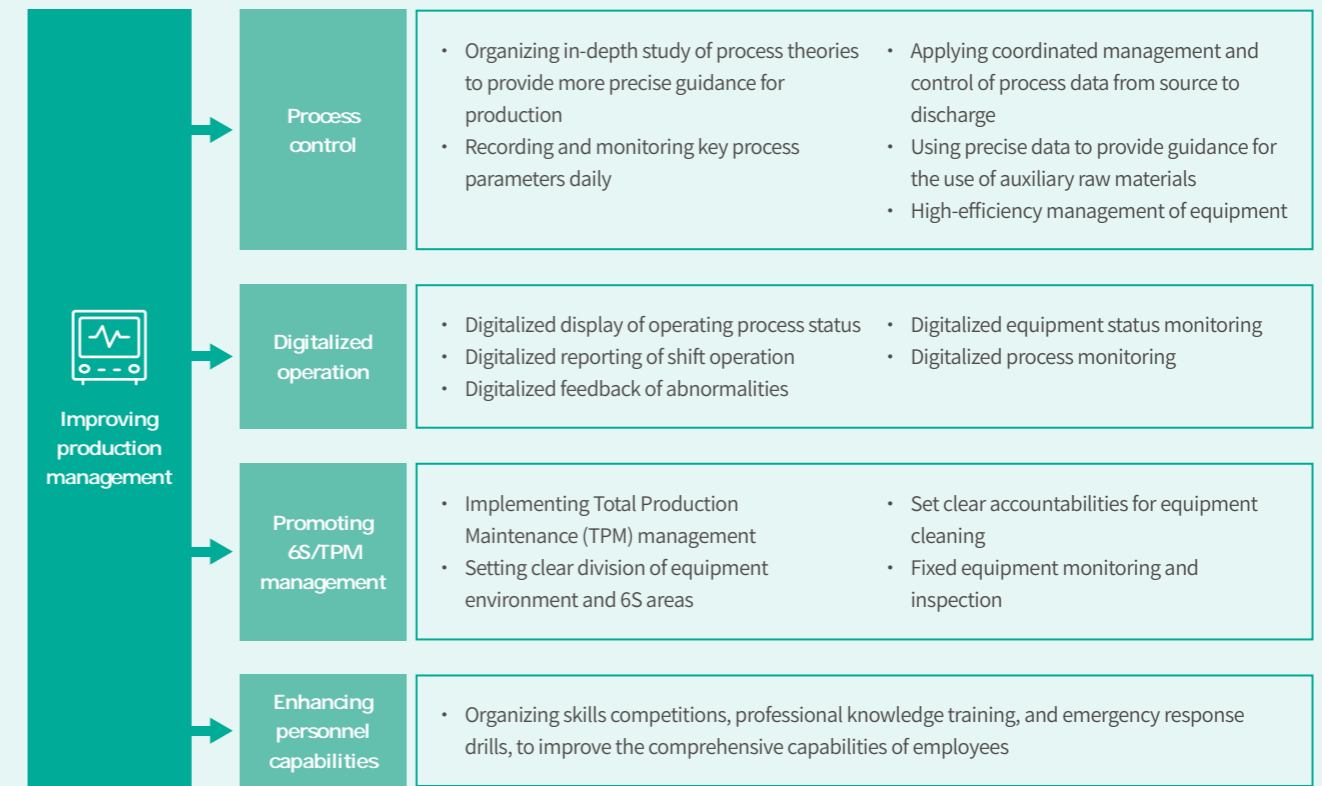 Improving
production
management
Process
control
• Organizing in-depth study of process theories
to provide more precise guidance for
production
• Recording and monitoring key process
parameters daily
• Applying coordinated management and
control of process data from source to
discharge
• Using precise data to provide guidance for
the use of auxiliary raw materials
• High-efficiency management of equipment
Digitalized
operation
• Digitalized display of operating process status
• Digitalized reporting of shift operation
• Digitalized feedback of abnormalities
• Digitalized equipment status monitoring
• Digitalized process monitoring
Promoting
6S/TPM
management
• Implementing Total Production
Maintenance (TPM) management
• Setting clear division of equipment
environment and 6S areas
• Set clear accountabilities for equipment
cleaning
• Fixed equipment monitoring and
inspection
Enhancing
personnel
capabilities
• Organizing skills competitions, professional knowledge training, and emergency response
drills, to improve the comprehensive capabilities of employees